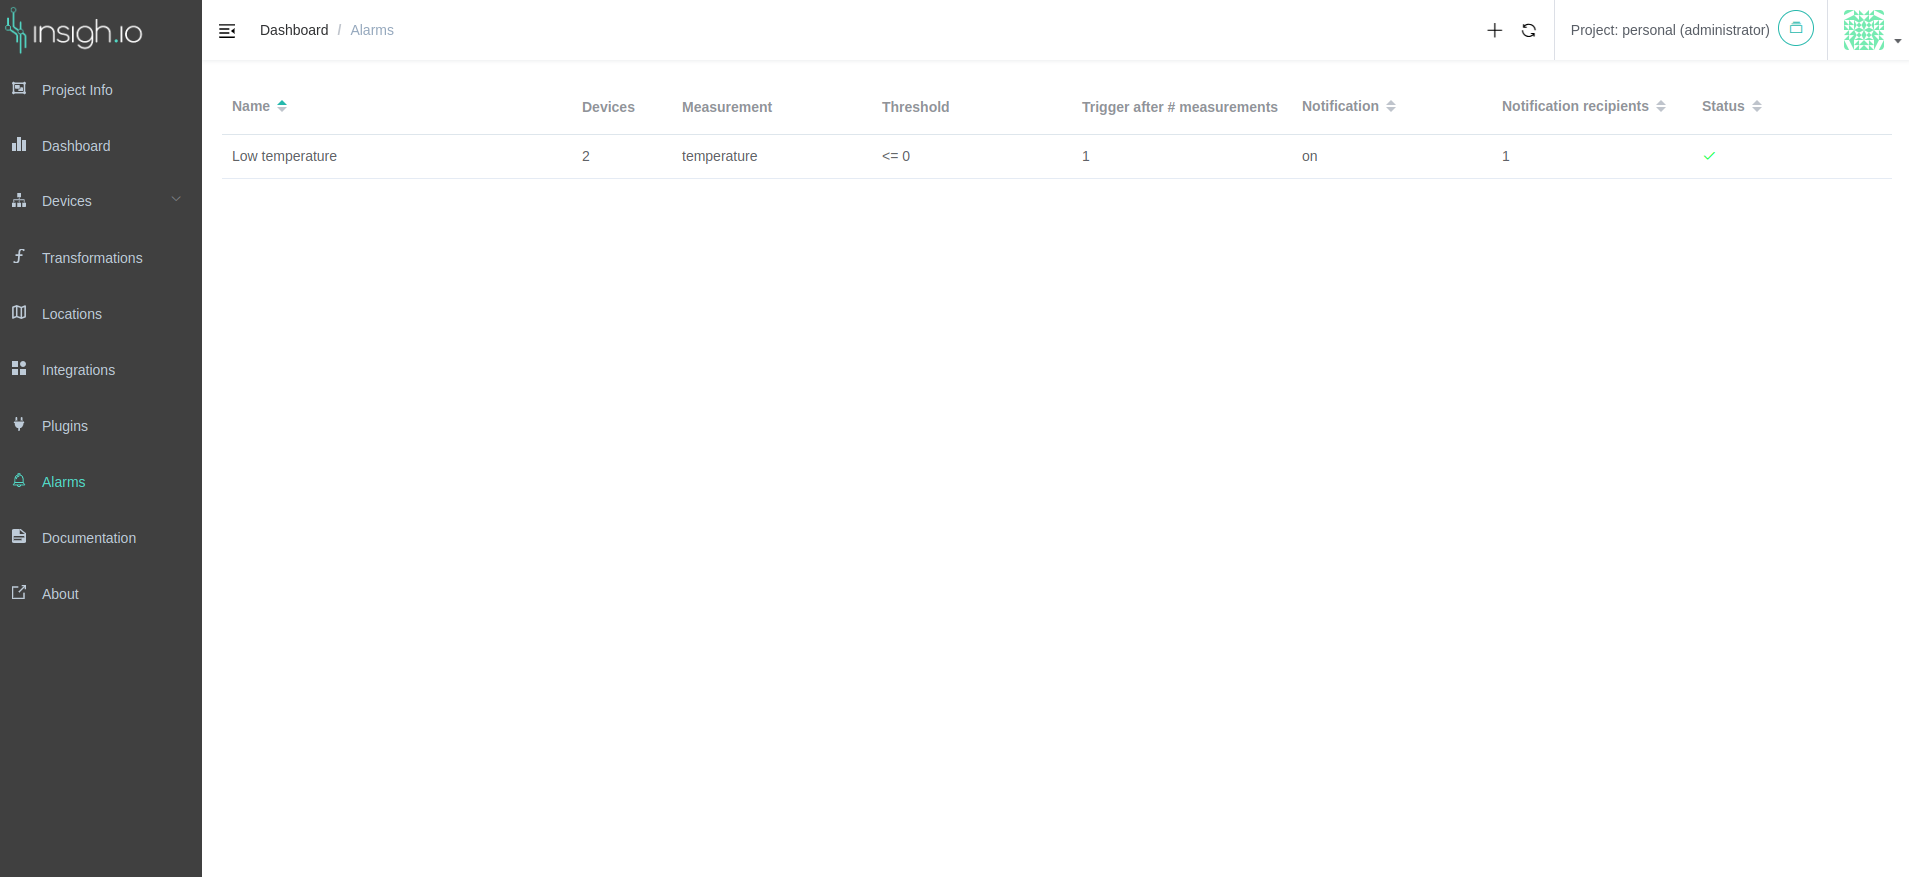 insigh.io
Dashboard / Alarms
Project: personal (administrator)
Project Info
Dashboard
Devices
Transformations
Locations
Integrations
Plugins
Alarms
Documentation
About
Name Devices Measurement Threshold Trigger after # measurements Notification Notification recipients Status
Low temperature 2 temperature <= 0 1 on 1